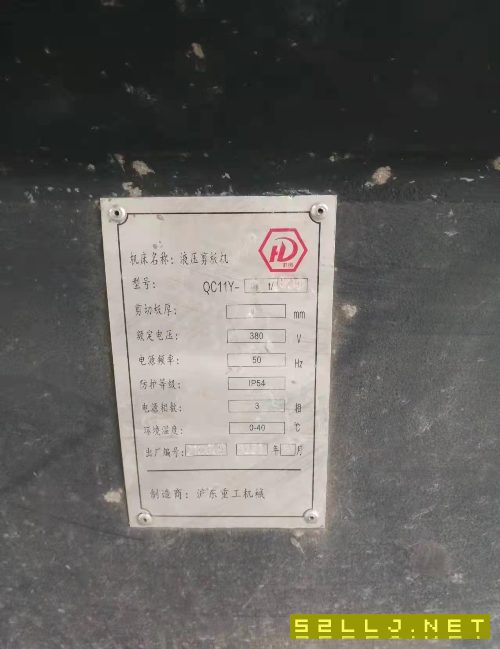 HD
机床名称：液压剪板机
型号：
QC11Y-
剪切板厚：
mm
额定电压：
380
V
电源频率：
50
Hz
防护等级：
IP54
电源相数：
3
相
环境温度：
0-40
℃
出厂编号：
年
月
制造商：沪东重工机械
52LLJ.NET